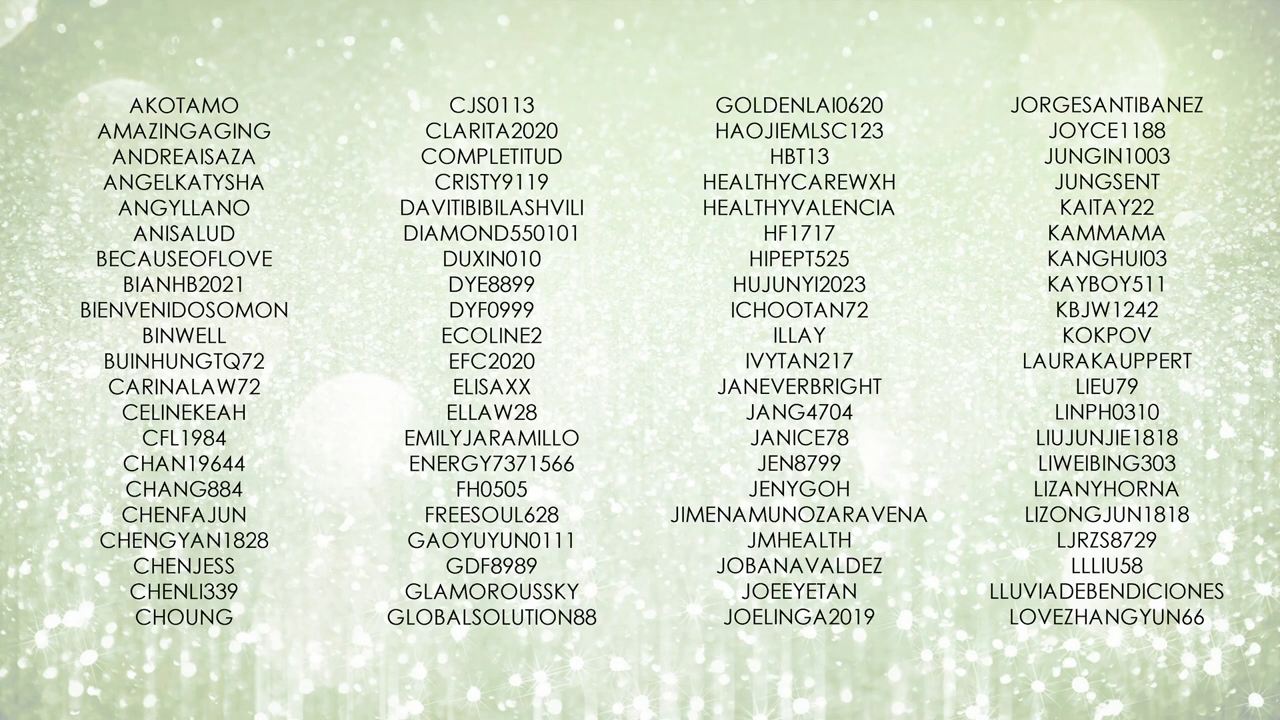 AKOTAMO
AMAZINGAGING
ANDREAISAZA
ANGELKATYSHA
ANGYLLANO
ANISALUD
BECAUSEOFLOVE
BIANHB2021
BIENVENIDOSOMON
BINWELL
BUINHUNGTQ72
CARINALAW72
CELINEKEAH
CFL1984
CHAN19644
CHANG884
CHENFAJUN
CHENGYAN1828
CHENJESS
CHENLI339
CHOUNG
CJS0113
CLARITA2020
COMPLETITUD
CRISTY9119
DAVITIBIBILASHVILI
DIAMOND550101
DUXIN010
DYE8899
DYF0999
ECOLINE2
EFC2020
ELISAXX
ELLAW28
EMILYJARAMILLO
ENERGY7371566
FH0505
FREESOUL628
GAOYUYUN0111
GDF8989
GLAMOROUSSKY
GLOBALSOLUTION88
GOLDENLAI0620
HAOJIEMLSC123
HBT13
HEALTHYCAREWXH
HEALTHYVALENCIA
HF1717
HIPEPT525
HUJUNYI2023
ICHOOTAN72
ILLAY
IVYTAN217
JANEVERBRIGHT
JANG4704
JANICE78
JEN8799
JENYGOH
JIMENAMUNOZARAVENA
JMHEALTH
JOBANAVALDEZ
JOEEYETAN
JOELINGA2019
JORGESANTIBANEZ
JOYCE1188
JUNGIN1003
JUNGSENT
KAITAY22
KAMMAMA
KANGHUI03
KAYBOY511
KBJW1242
KOKPOV
LAURAKAUPPERT
LIEU79
LINPH0310
LIUJUNJIE1818
LIWEIBING303
LIZANYHORNA
LIZONGJUN1818
LJRZS8729
LLLIU58
LLUVIADEBENDICIONES
LOVEZHANGYUN66